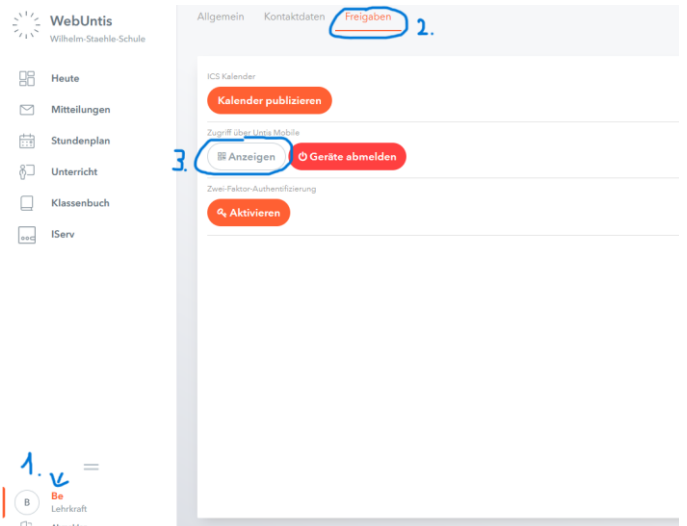 WebUntis
Wilhelm-Staehle-Schule
Heute
Mitteilungen
Stundenplan
Unterricht
Klassenbuch
IServ
1.
B
Be
Lehrkraft
Allgemein Kontaktdaten Freigaben 2.
ICS Kalender
Kalender publizieren
Zugriff über Untis Mobile
3. Anzeigen Geräte abmelden
Zwei-Faktor-Authentifizierung
Aktivieren